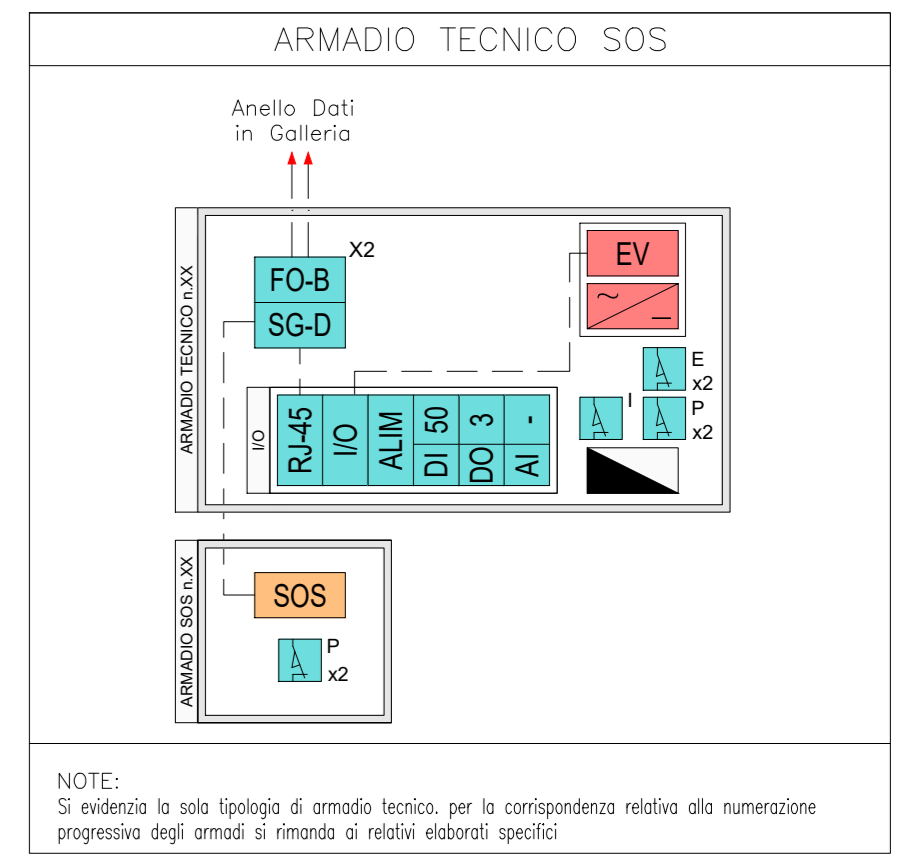 ARMADIO TECNICO SOS
Anello Dati
in Galleria
ARMADIO TECNICO n.XX
X2
FO-B
SG-D
EV
E
x2
I
P
x2
I/O
RJ-45
I/O
ALIM
DI 50
DO 3
AI -
ARMADIO SOS n.XX
SOS
P
x2
NOTE:
Si evidenzia la sola tipologia di armadio tecnico. per la corrispondenza relativa alla numerazione
progressiva degli armadi si rimanda ai relativi elaborati specifici